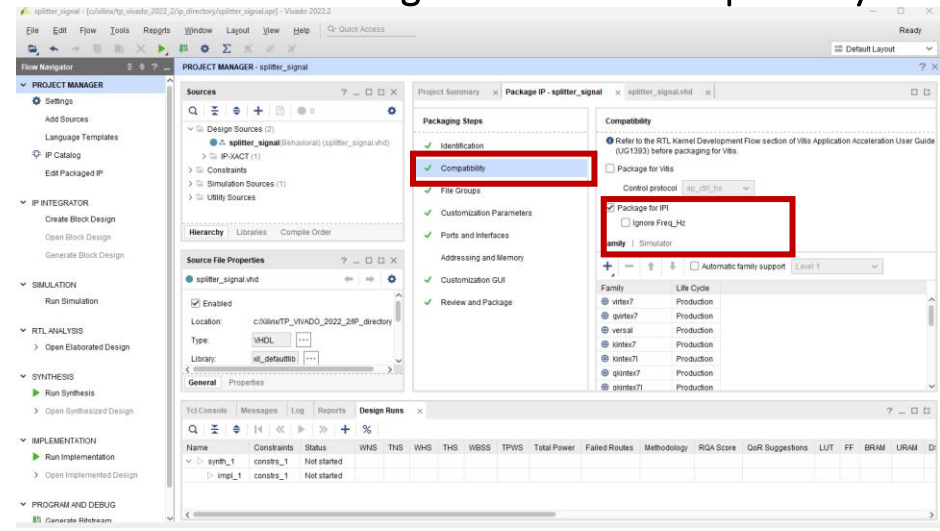 splitter_signal - [c:/xilinx/tp_vivado_2022_2/ip_directory/splitter_signal.xpr] - Vivado 2022.2
File Edit Flow Tools Reports Window Layout View Help Q- Quick Access
Ready
Default Layout
Flow Navigator
PROJECT MANAGER - splitter_signal
PROJECT MANAGER
Settings
Add Sources
Language Templates
IP Catalog
Edit Packaged IP
IP INTEGRATOR
Create Block Design
Open Block Design
Generate Block Design
SIMULATION
Run Simulation
RTL ANALYSIS
Open Elaborated Design
SYNTHESIS
Run Synthesis
Open Synthesized Design
IMPLEMENTATION
Run Implementation
Open Implemented Design
PROGRAM AND DEBUG
Generate Bitstream
Sources
0
Design Sources (2)
splitter_signal(Behavioral) (splitter_signal.vhd)
IP-XACT (1)
Constraints
Simulation Sources (1)
Utility Sources
Hierarchy Libraries Compile Order
Source File Properties
splitter_signal.vhd
Enabled
Location: c:/Xilinx/TP_VIVADO_2022_2/IP_directory
Type: VHDL
Library: xil_defaultlib
General Properties
Project Summary Package IP - splitter_signal splitter_signal.vhd
Packaging Steps
Identification
Compatibility
File Groups
Customization Parameters
Ports and Interfaces
Addressing and Memory
Customization GUI
Review and Package
Compatibility
Refer to the RTL Kernel Development Flow section of Vitis Application Acceleration User Guide
(UG1393) before packaging for Vitis.
Package for Vitis
Control protocol ap_ctrl_hs
Package for IPI
Ignore Freq_Hz
Family Simulator
Automatic family support Level 1
Family Life Cycle
virtex7 Production
qvirtex7 Production
versal Production
kintex7 Production
kintex7l Production
qkintex7 Production
qkintex7l Production
Tcl Console Messages Log Reports Design Runs
Name Constraints Status WNS TNS WHS THS WBSS TPWS Total Power Failed Routes Methodology RQA Score QoR Suggestions LUT FF BRAM URAM
synth_1 constrs_1 Not started
impl_1 constrs_1 Not started